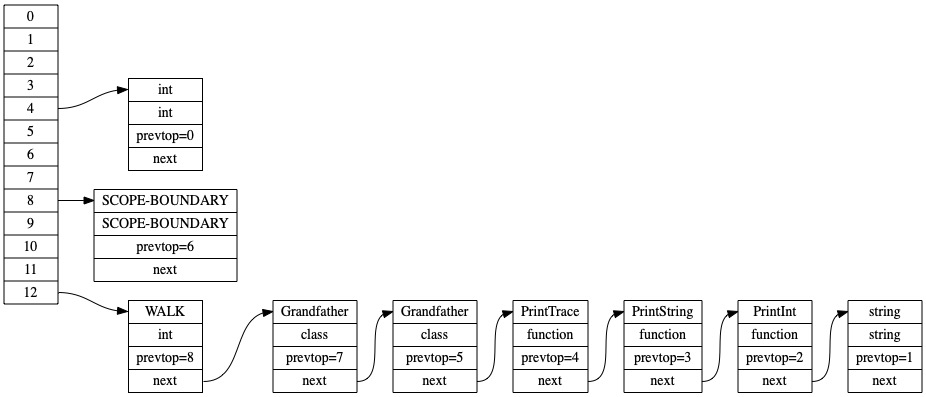 0
1
2
3
4
5
6
7
8
9
10
11
12
int
int
prevtop=0
next
SCOPE-BOUNDARY
SCOPE-BOUNDARY
prevtop=6
next
WALK
int
prevtop=8
next
Grandfather
class
prevtop=7
next
Grandfather
class
prevtop=5
next
PrintTrace
function
prevtop=4
next
PrintString
function
prevtop=3
next
PrintInt
function
prevtop=2
next
string
string
prevtop=1
next